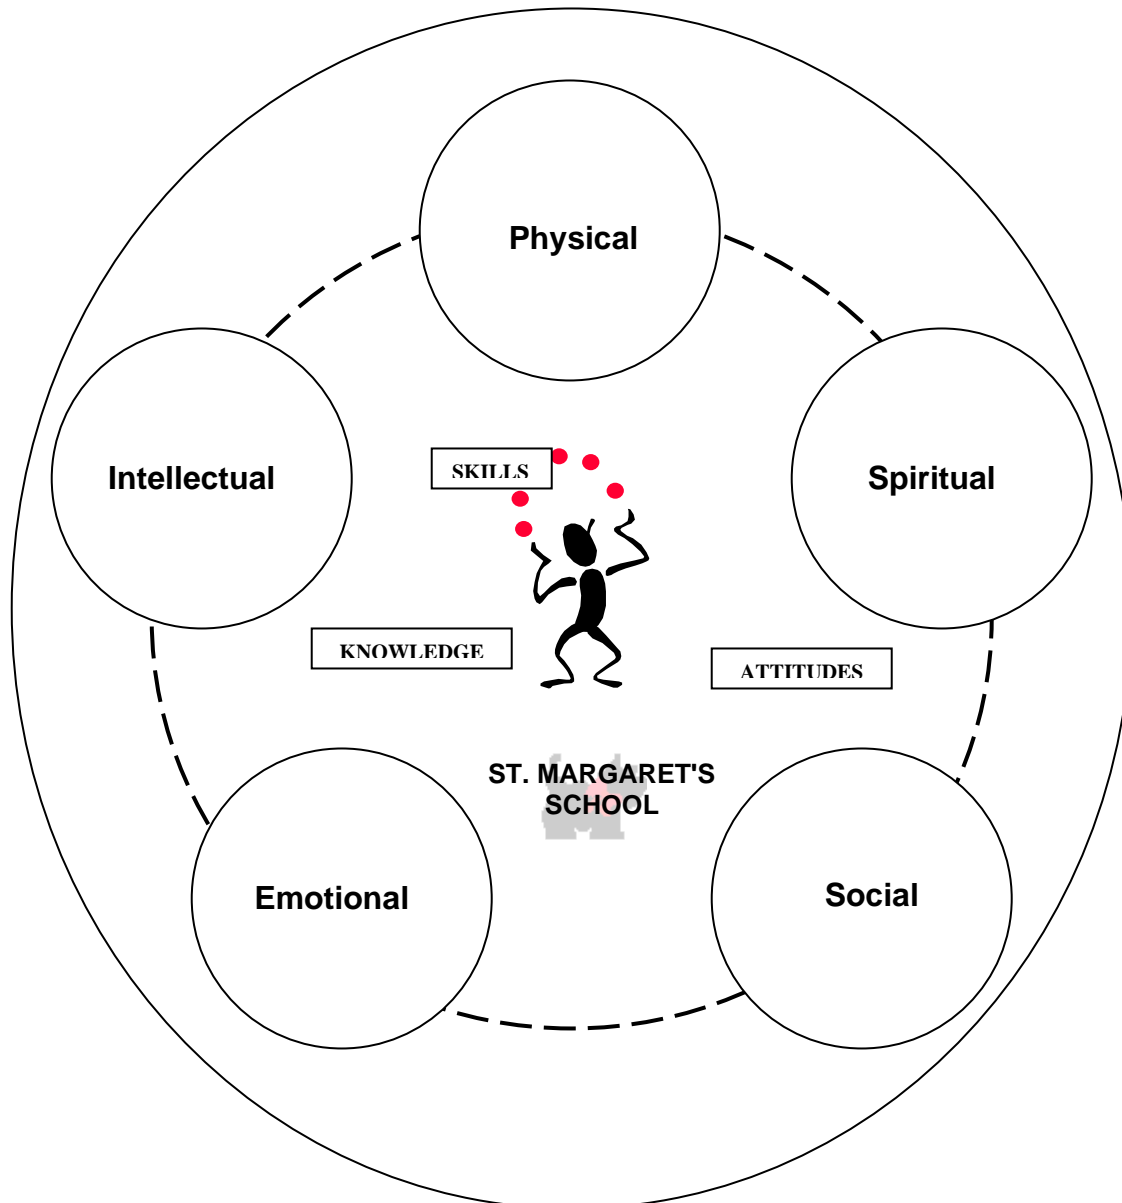 Physical
Intellectual
Spiritual
SKILLS
KNOWLEDGE
ATTITUDES
ST. MARGARET'S
SCHOOL
Emotional
Social